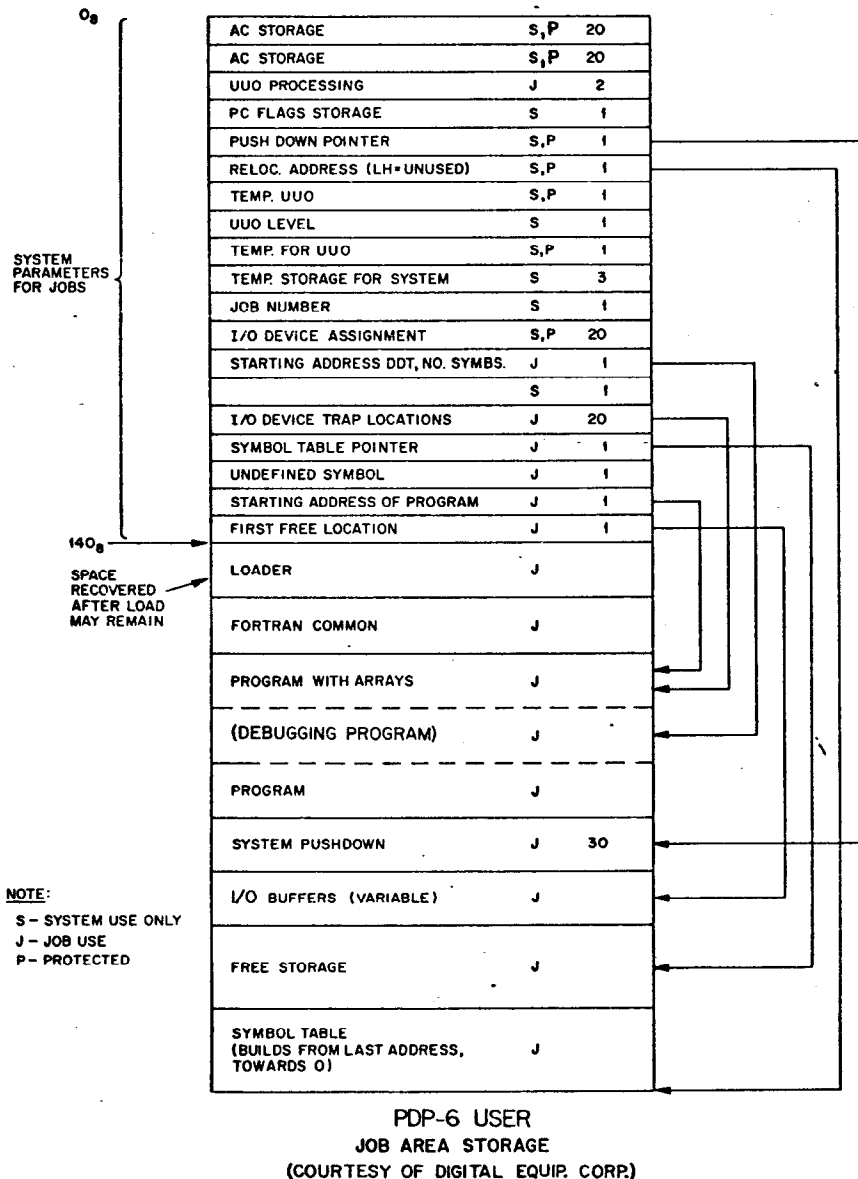 0₈
AC STORAGE S,P 20
AC STORAGE S,P 20
UUO PROCESSING J 2
PC FLAGS STORAGE S 1
PUSH DOWN POINTER S,P 1
RELOC. ADDRESS (LH=UNUSED) S,P 1
TEMP. UUO S,P 1
UUO LEVEL S 1
TEMP. FOR UUO S,P 1
TEMP. STORAGE FOR SYSTEM S 3
JOB NUMBER S 1
I/O DEVICE ASSIGNMENT S,P 20
STARTING ADDRESS DDT, NO. SYMBS. J 1
S 1
I/O DEVICE TRAP LOCATIONS J 20
SYMBOL TABLE POINTER J 1
UNDEFINED SYMBOL J 1
STARTING ADDRESS OF PROGRAM J 1
FIRST FREE LOCATION J 1
SYSTEM
PARAMETERS
FOR JOBS
140₈
SPACE
RECOVERED
AFTER LOAD
MAY REMAIN
LOADER J
FORTRAN COMMON J
PROGRAM WITH ARRAYS J
(DEBUGGING PROGRAM) J
PROGRAM J
SYSTEM PUSHDOWN J 30
I/O BUFFERS (VARIABLE) J
FREE STORAGE J
SYMBOL TABLE
(BUILDS FROM LAST ADDRESS, J
TOWARDS 0)
NOTE:
S – SYSTEM USE ONLY
J – JOB USE
P – PROTECTED
PDP-6 USER
JOB AREA STORAGE
(COURTESY OF DIGITAL EQUIP. CORP.)